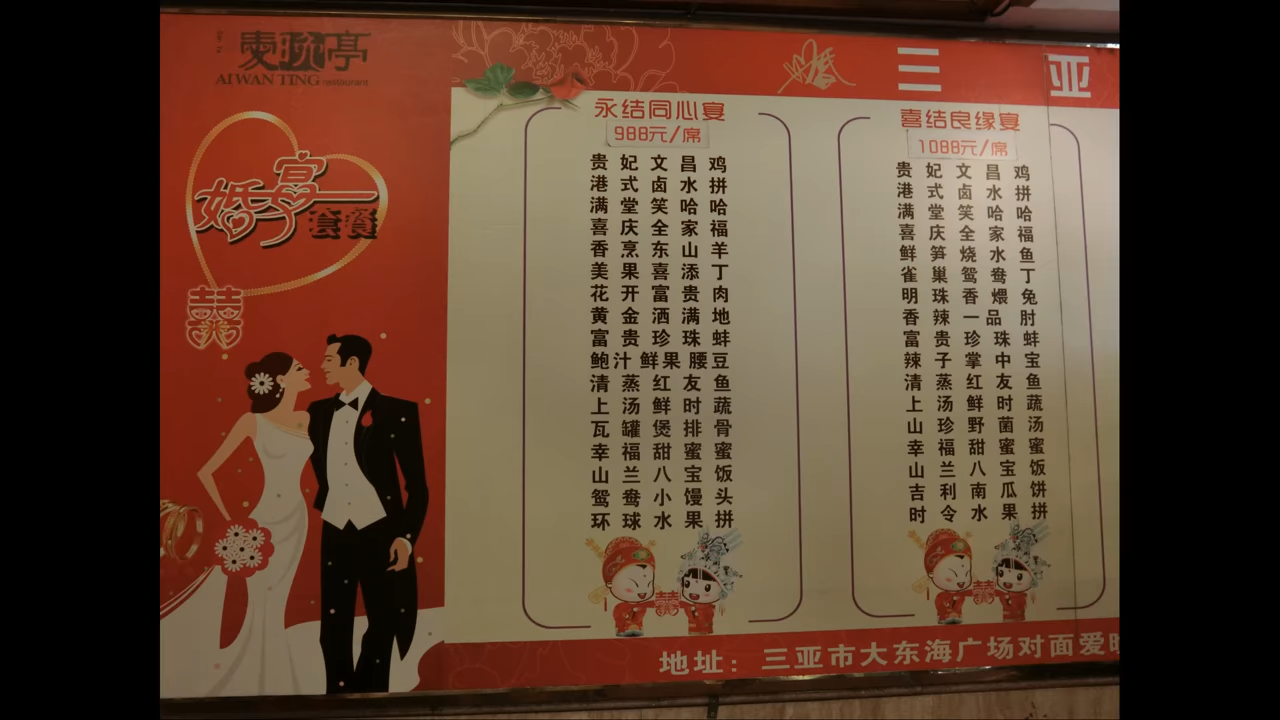 爱晚亭
AI WAN TING restaurant
婚宴
套餐
囍
三亚
永结同心宴
988元/席
贵妃文昌鸡
港式卤水拼
满堂笑哈哈
喜庆全家福
香烹东山羊
美果喜添丁
花开富贵肉
黄金洒满地
富贵珍珠蚌
鲍汁鲜果腰豆
清蒸红友鱼
上汤鲜时蔬
瓦罐煲排骨
幸福甜蜜蜜
山兰八宝饭
鸳鸯小馒头
环球水果拼
喜结良缘宴
1088元/席
贵妃文昌鸡
港式卤水拼
满堂笑哈哈
喜庆全家福
鲜笋烧水鱼
雀巢鸳鸯丁
明珠香煨兔
香辣一品肘
富贵珍珠蚌
辣子掌中宝
清蒸红友鱼
上汤鲜时蔬
山珍野菌汤
幸福甜蜜蜜
山兰八宝饭
吉利南瓜饼
时令水果拼
地址：三亚市大东海广场对面爱